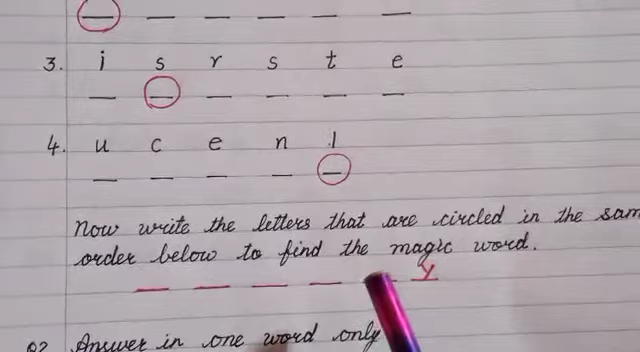 3. i s r s t e
4. u c e n l
Now write the letters that are circled in the sam
order below to find the magic word.
y
Q2 Answer in one word only